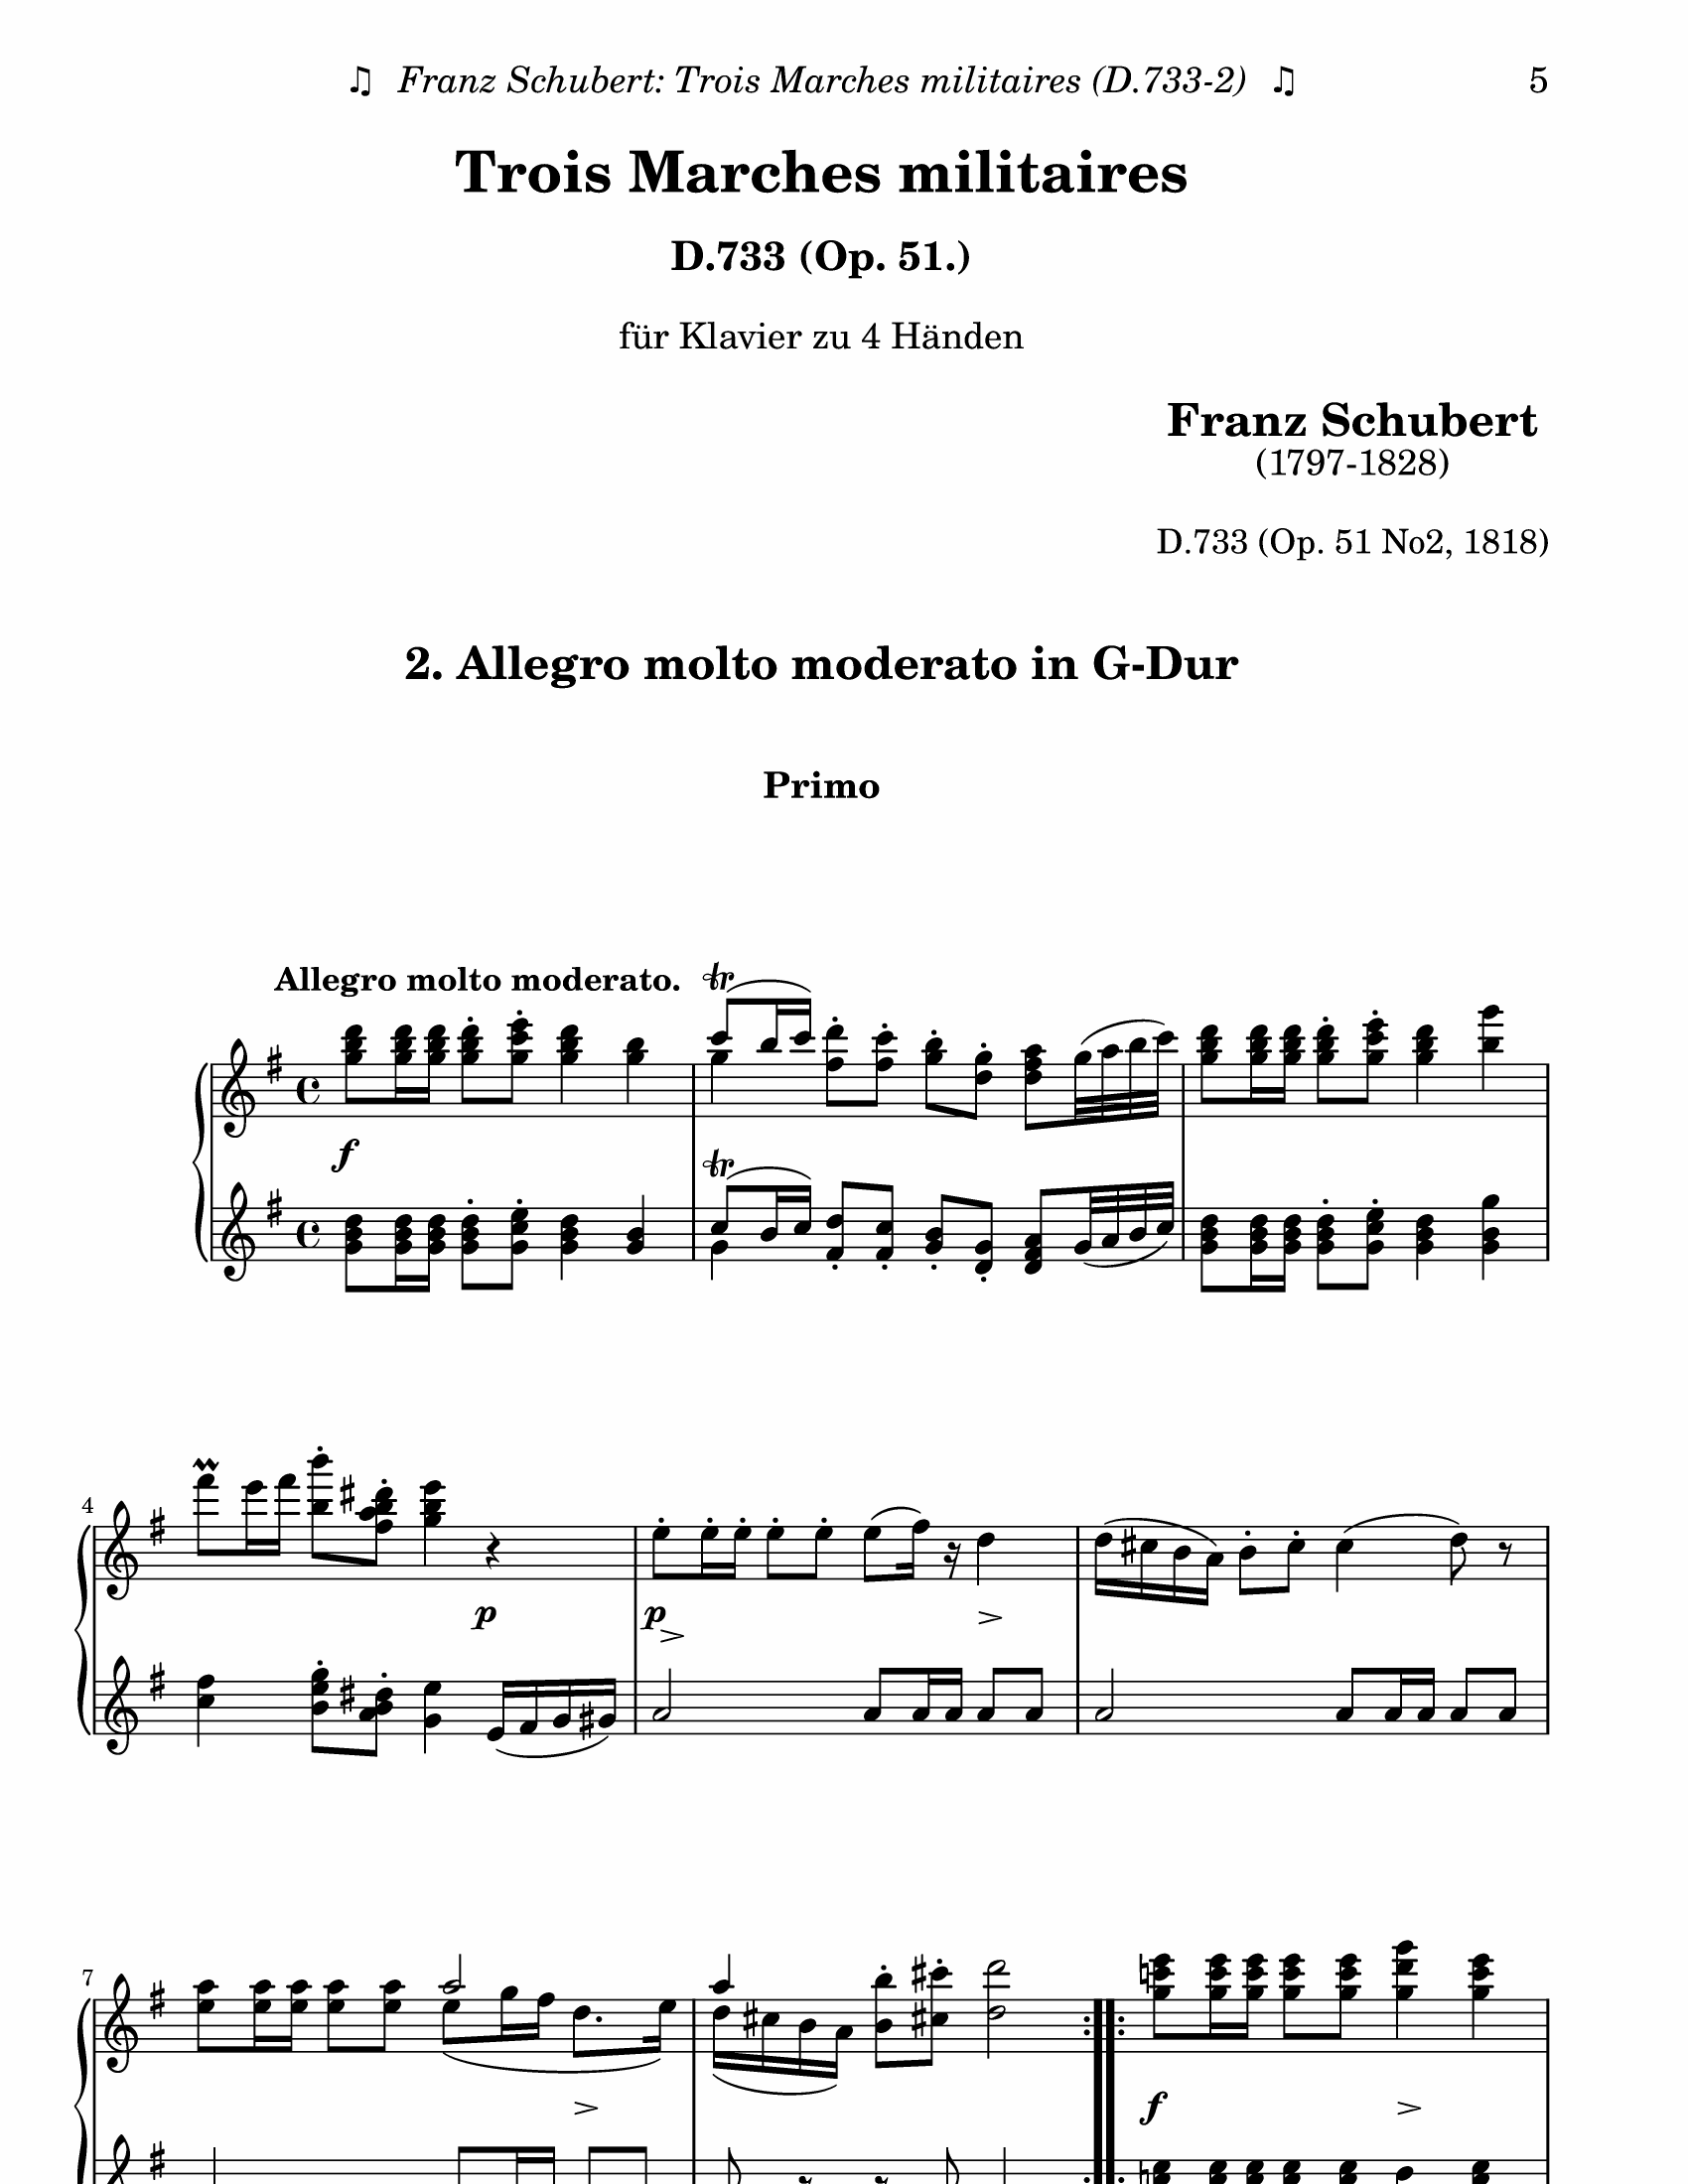 ♫ Franz Schubert: Trois Marches militaires (D.733-2) ♫ 5
Trois Marches militaires
D.733 (Op. 51.)
für Klavier zu 4 Händen
Franz Schubert
(1797-1828)
D.733 (Op. 51 No2, 1818)
2. Allegro molto moderato in G-Dur
Primo
Allegro molto moderato.
tr
f
tr
4
p p
7
f